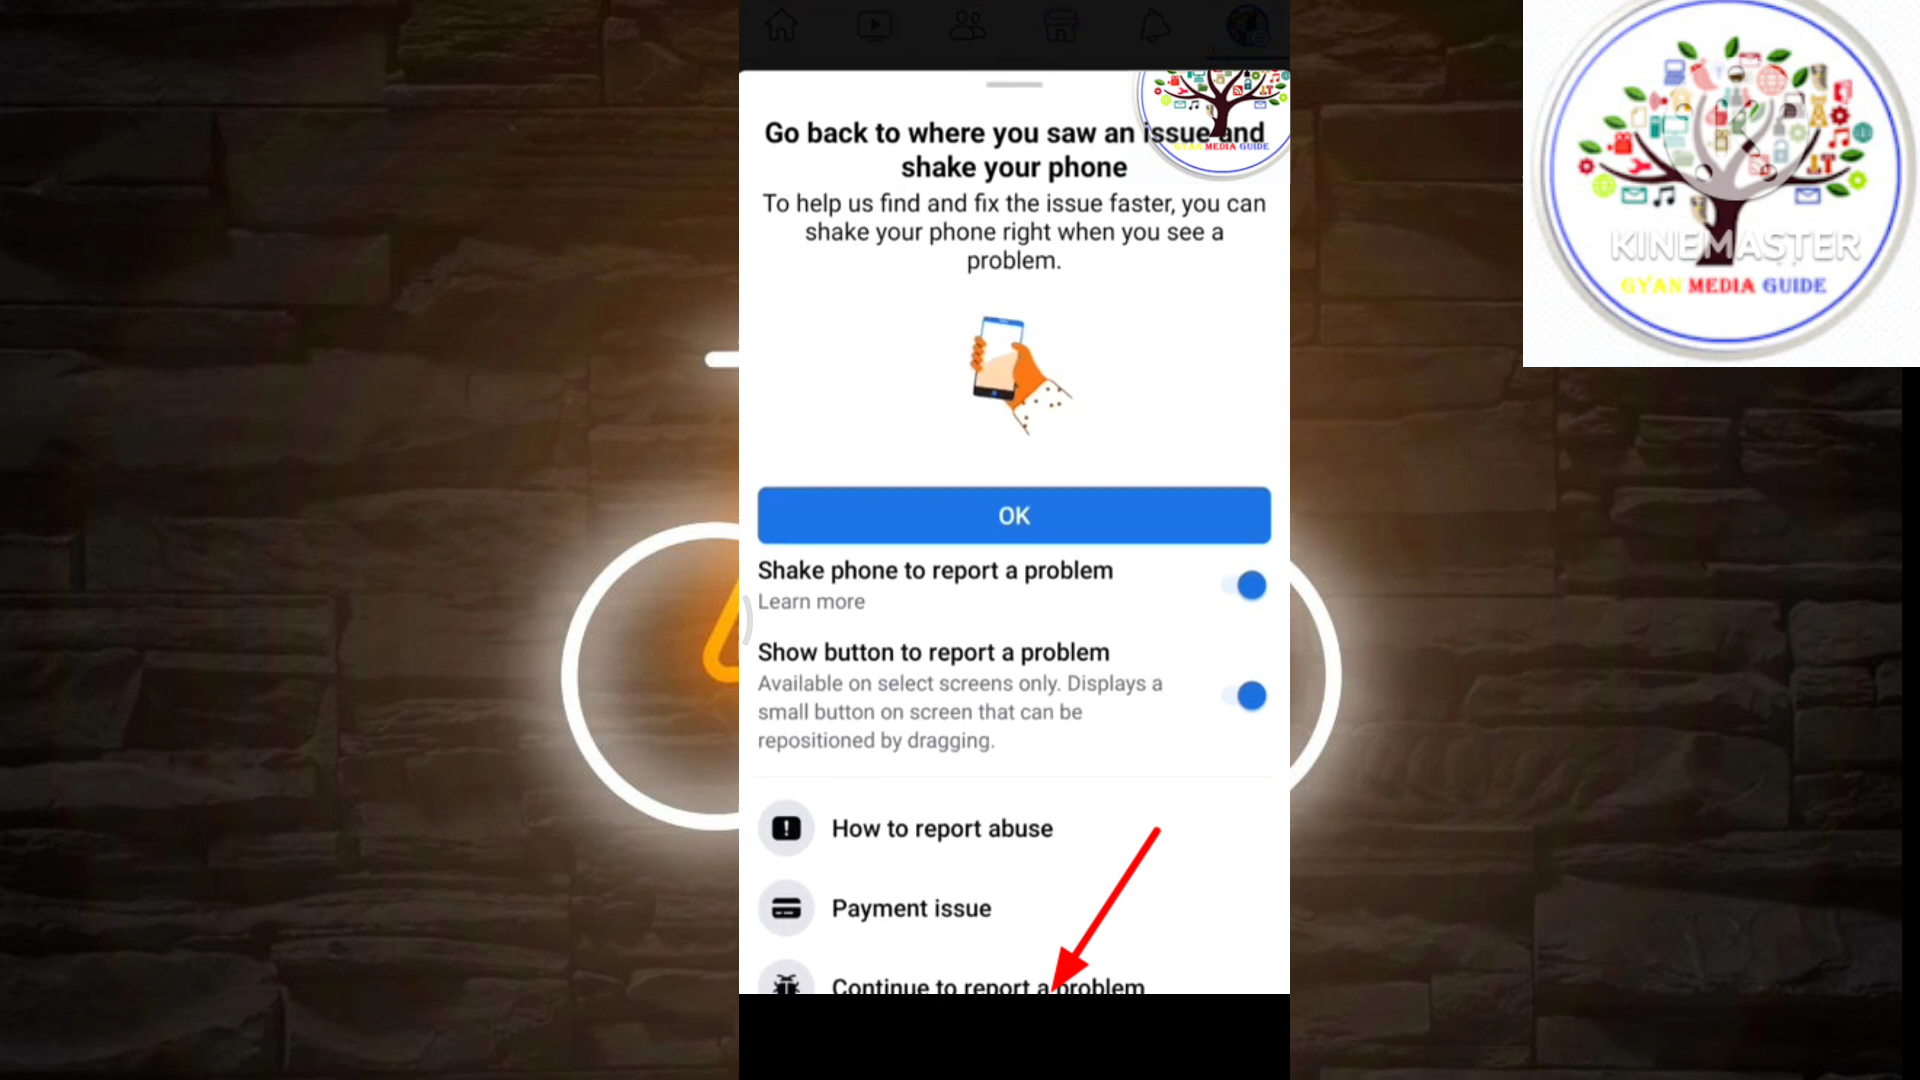 Go back to where you saw an issue and
shake your phone
To help us find and fix the issue faster, you can
shake your phone right when you see a
problem.
OK
Shake phone to report a problem
Learn more
Show button to report a problem
Available on select screens only. Displays a
small button on screen that can be
repositioned by dragging.
How to report abuse
Payment issue
Continue to report a problem
GYAN MEDIA GUIDE
KINEMASTER
GYAN MEDIA GUIDE